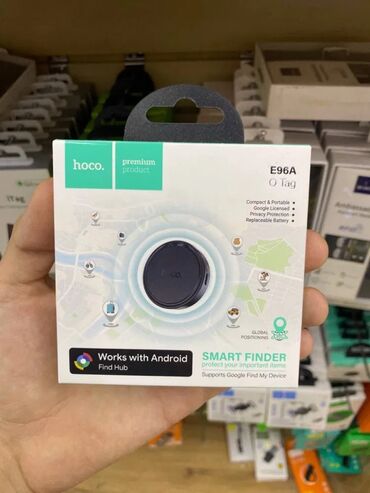 hoco.
premium
product
E96A
O Tag
Compact & Portable
Google Licensed
Privacy Protection
Replaceable Battery
GLOBAL
POSITIONING
Works with Android
Find Hub
SMART FINDER
protect your important items
Supports Google Find My Device